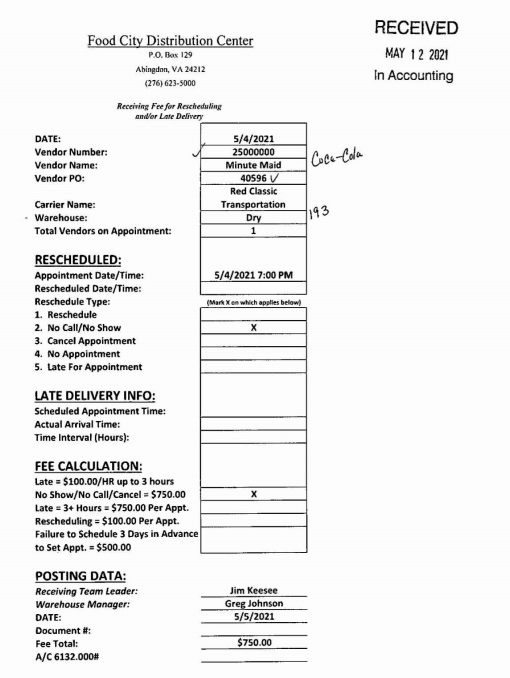 Food City Distribution Center
P.O. Box 129
Abingdon, VA 24212
(276) 623-5000
RECEIVED
MAY 12 2021
In Accounting
Receiving Fee for Rescheduling
and/or Late Delivery
DATE: 5/4/2021
Vendor Number: ✓ 25000000
Vendor Name: Minute Maid Coca-Cola
Vendor PO: 40596 ✓
Red Classic
Carrier Name: Transportation
Warehouse: Dry 193
Total Vendors on Appointment: 1
RESCHEDULED:
Appointment Date/Time: 5/4/2021 7:00 PM
Rescheduled Date/Time:
Reschedule Type: (Mark X on which applies below)
1. Reschedule
2. No Call/No Show X
3. Cancel Appointment
4. No Appointment
5. Late For Appointment
LATE DELIVERY INFO:
Scheduled Appointment Time:
Actual Arrival Time:
Time Interval (Hours):
FEE CALCULATION:
Late = $100.00/HR up to 3 hours
No Show/No Call/Cancel = $750.00 X
Late = 3+ Hours = $750.00 Per Appt.
Rescheduling = $100.00 Per Appt.
Failure to Schedule 3 Days in Advance
to Set Appt. = $500.00
POSTING DATA:
Receiving Team Leader: Jim Keesee
Warehouse Manager: Greg Johnson
DATE: 5/5/2021
Document #:
Fee Total: $750.00
A/C 6132.000#